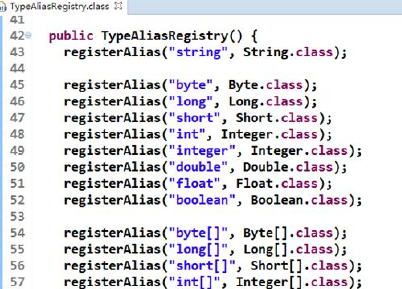 TypeAliasRegistry.class
41
42 public TypeAliasRegistry() {
43 registerAlias("string", String.class);
44
45 registerAlias("byte", Byte.class);
46 registerAlias("long", Long.class);
47 registerAlias("short", Short.class);
48 registerAlias("int", Integer.class);
49 registerAlias("integer", Integer.class);
50 registerAlias("double", Double.class);
51 registerAlias("float", Float.class);
52 registerAlias("boolean", Boolean.class);
53
54 registerAlias("byte[]", Byte[].class);
55 registerAlias("long[]", Long[].class);
56 registerAlias("short[]", Short[].class);
57 registerAlias("int[]", Integer[].class);